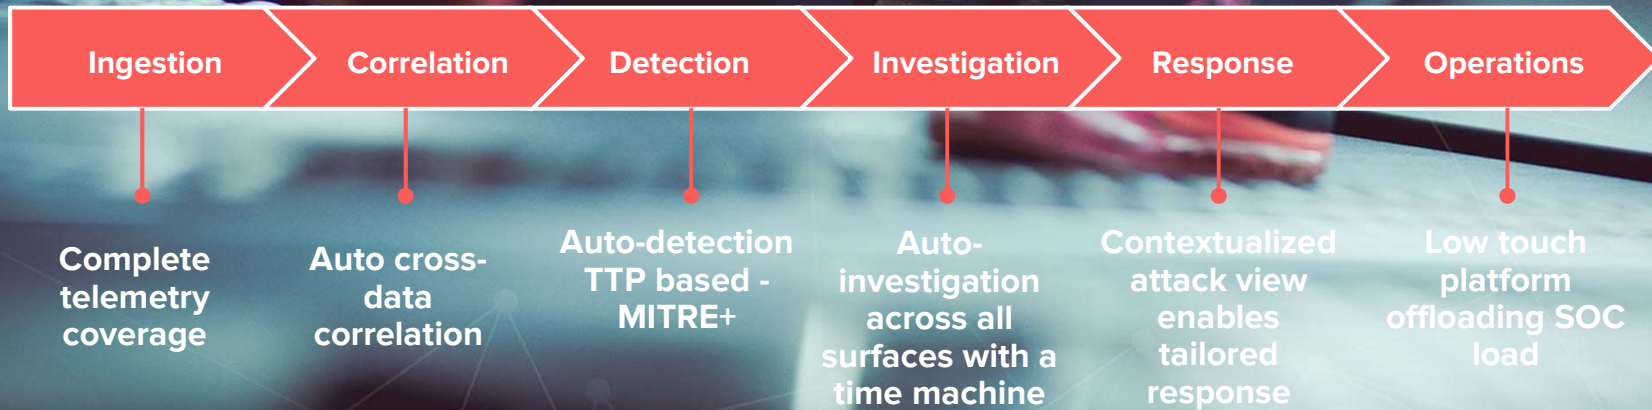 Ingestion
Correlation
Detection
Investigation
Response
Operations
Complete
telemetry
coverage
Auto cross-
data
correlation
Auto-detection
TTP based -
MITRE+
Auto-
investigation
across all
surfaces with a
time machine
Contextualized
attack view
enables
tailored
response
Low touch
platform
offloading SOC
load